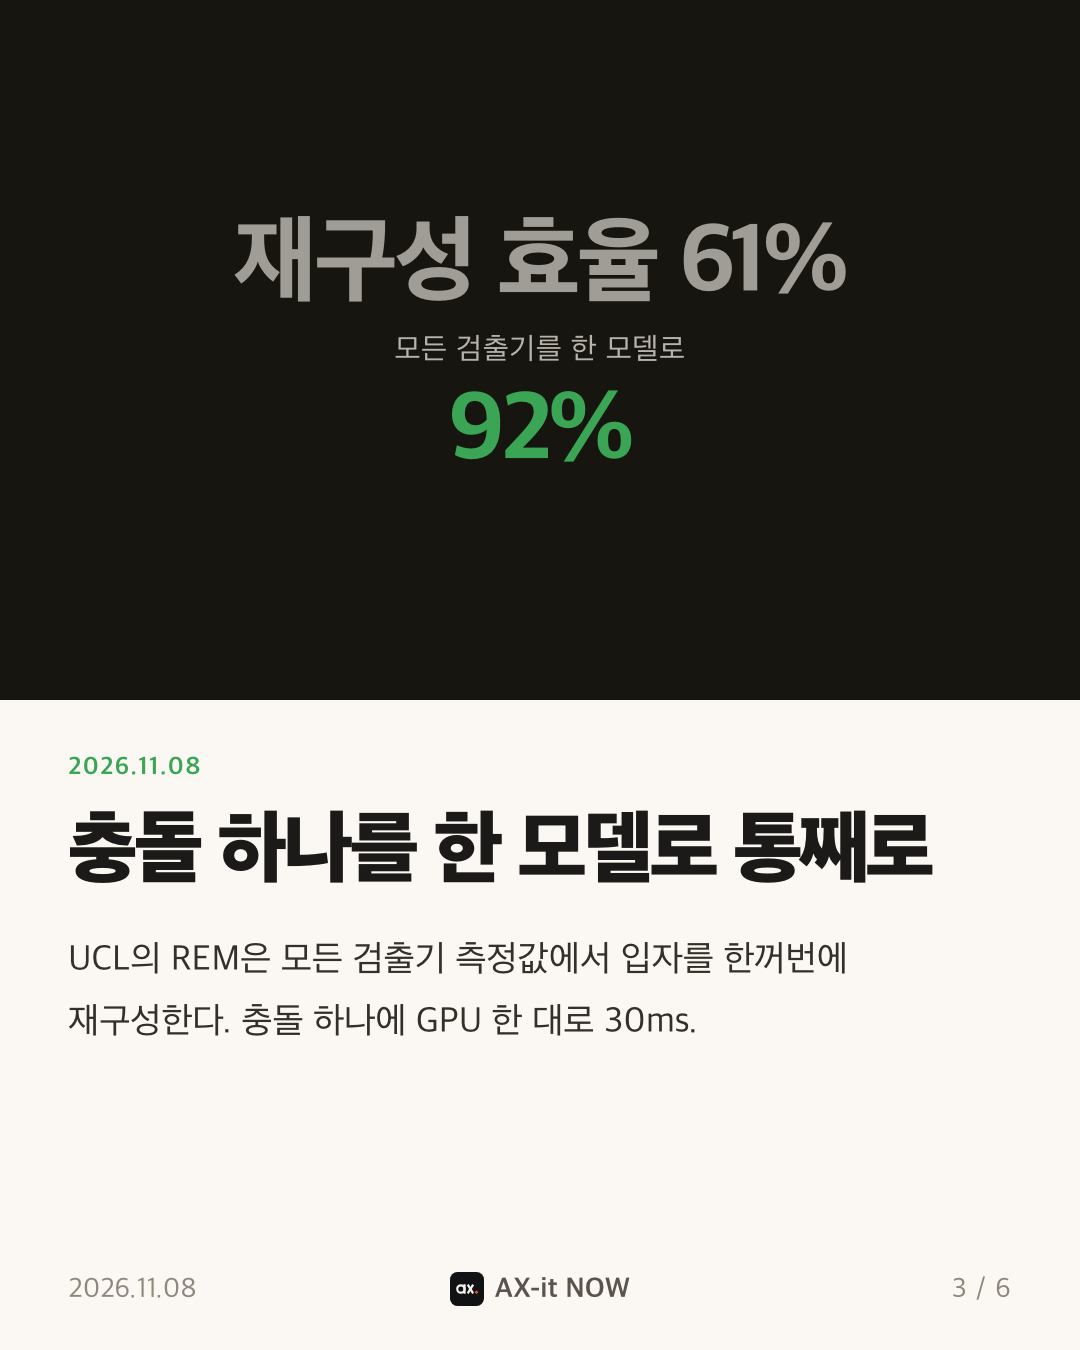 재구성 효율 61%
모든 검출기를 한 모델로
92%
2026.11.08
충돌 하나를 한 모델로 통째로
UCL의 REM은 모든 검출기 측정값에서 입자를 한꺼번에
재구성한다. 충돌 하나에 GPU 한 대로 30ms.
2026.11.08
ax. AX-it NOW
3 / 6